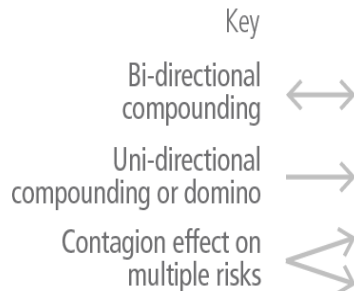 Key
Bi-directional
compounding
Uni-directional
compounding or domino
Contagion effect on
multiple risks